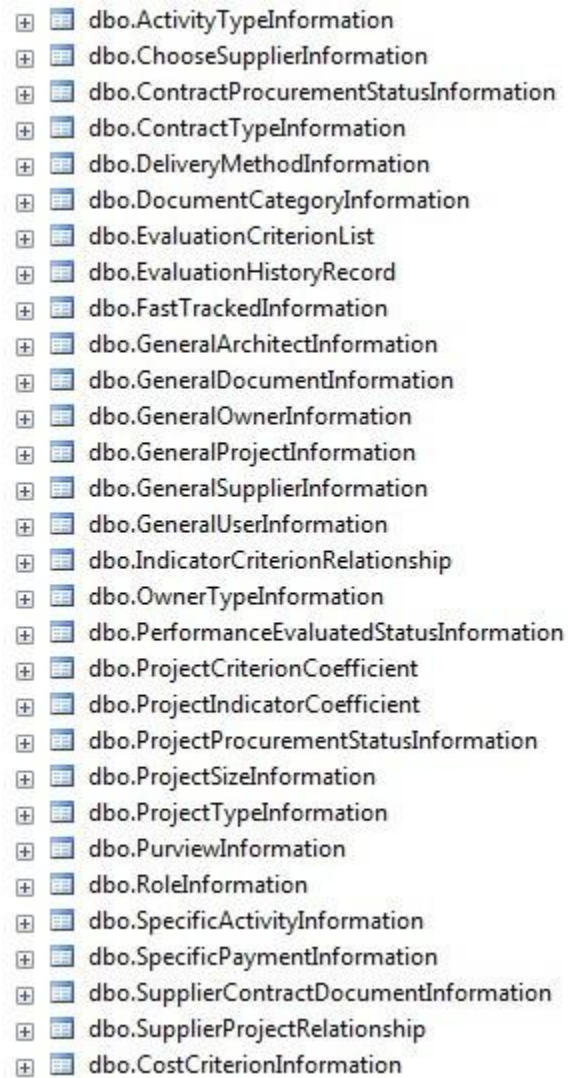 dbo.ActivityTypeInformation
dbo.ChooseSupplierInformation
dbo.ContractProcurementStatusInformation
dbo.ContractTypeInformation
dbo.DeliveryMethodInformation
dbo.DocumentCategoryInformation
dbo.EvaluationCriterionList
dbo.EvaluationHistoryRecord
dbo.FastTrackedInformation
dbo.GeneralArchitectInformation
dbo.GeneralDocumentInformation
dbo.GeneralOwnerInformation
dbo.GeneralProjectInformation
dbo.GeneralSupplierInformation
dbo.GeneralUserInformation
dbo.IndicatorCriterionRelationship
dbo.OwnerTypeInformation
dbo.PerformanceEvaluatedStatusInformation
dbo.ProjectCriterionCoefficient
dbo.ProjectIndicatorCoefficient
dbo.ProjectProcurementStatusInformation
dbo.ProjectSizeInformation
dbo.ProjectTypeInformation
dbo.PurviewInformation
dbo.RoleInformation
dbo.SpecificActivityInformation
dbo.SpecificPaymentInformation
dbo.SupplierContractDocumentInformation
dbo.SupplierProjectRelationship
dbo.CostCriterionInformation